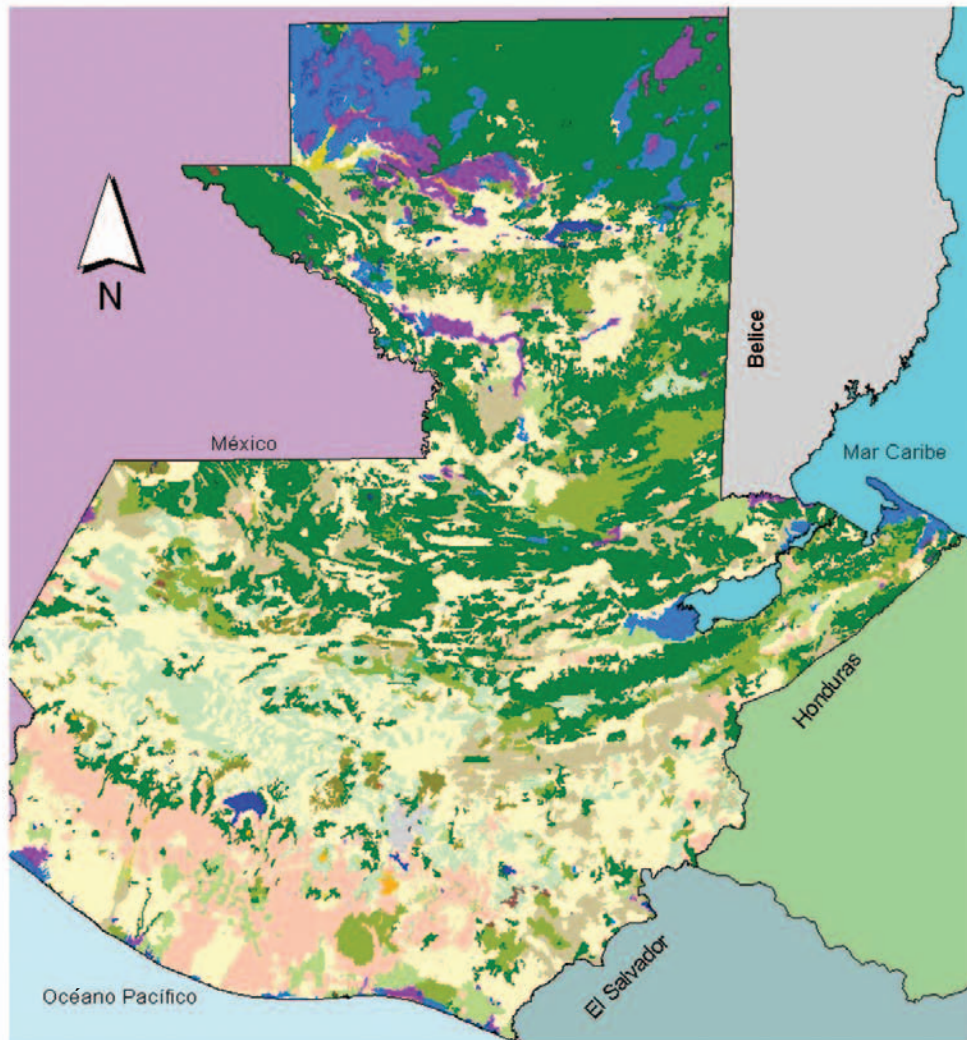 N
Belice
México
Mar Caribe
Honduras
Océano Pacífico
El Salvador